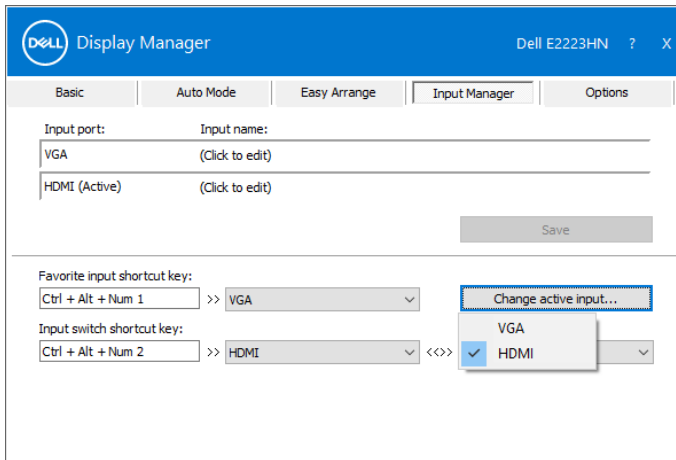 DELL Display Manager Dell E2223HN ? X
Basic Auto Mode Easy Arrange Input Manager Options
Input port: Input name:
VGA (Click to edit)
HDMI (Active) (Click to edit)
Save
Favorite input shortcut key:
Ctrl + Alt + Num 1 >> VGA Change active input...
Input switch shortcut key:
VGA
Ctrl + Alt + Num 2 >> HDMI <<>> HDMI